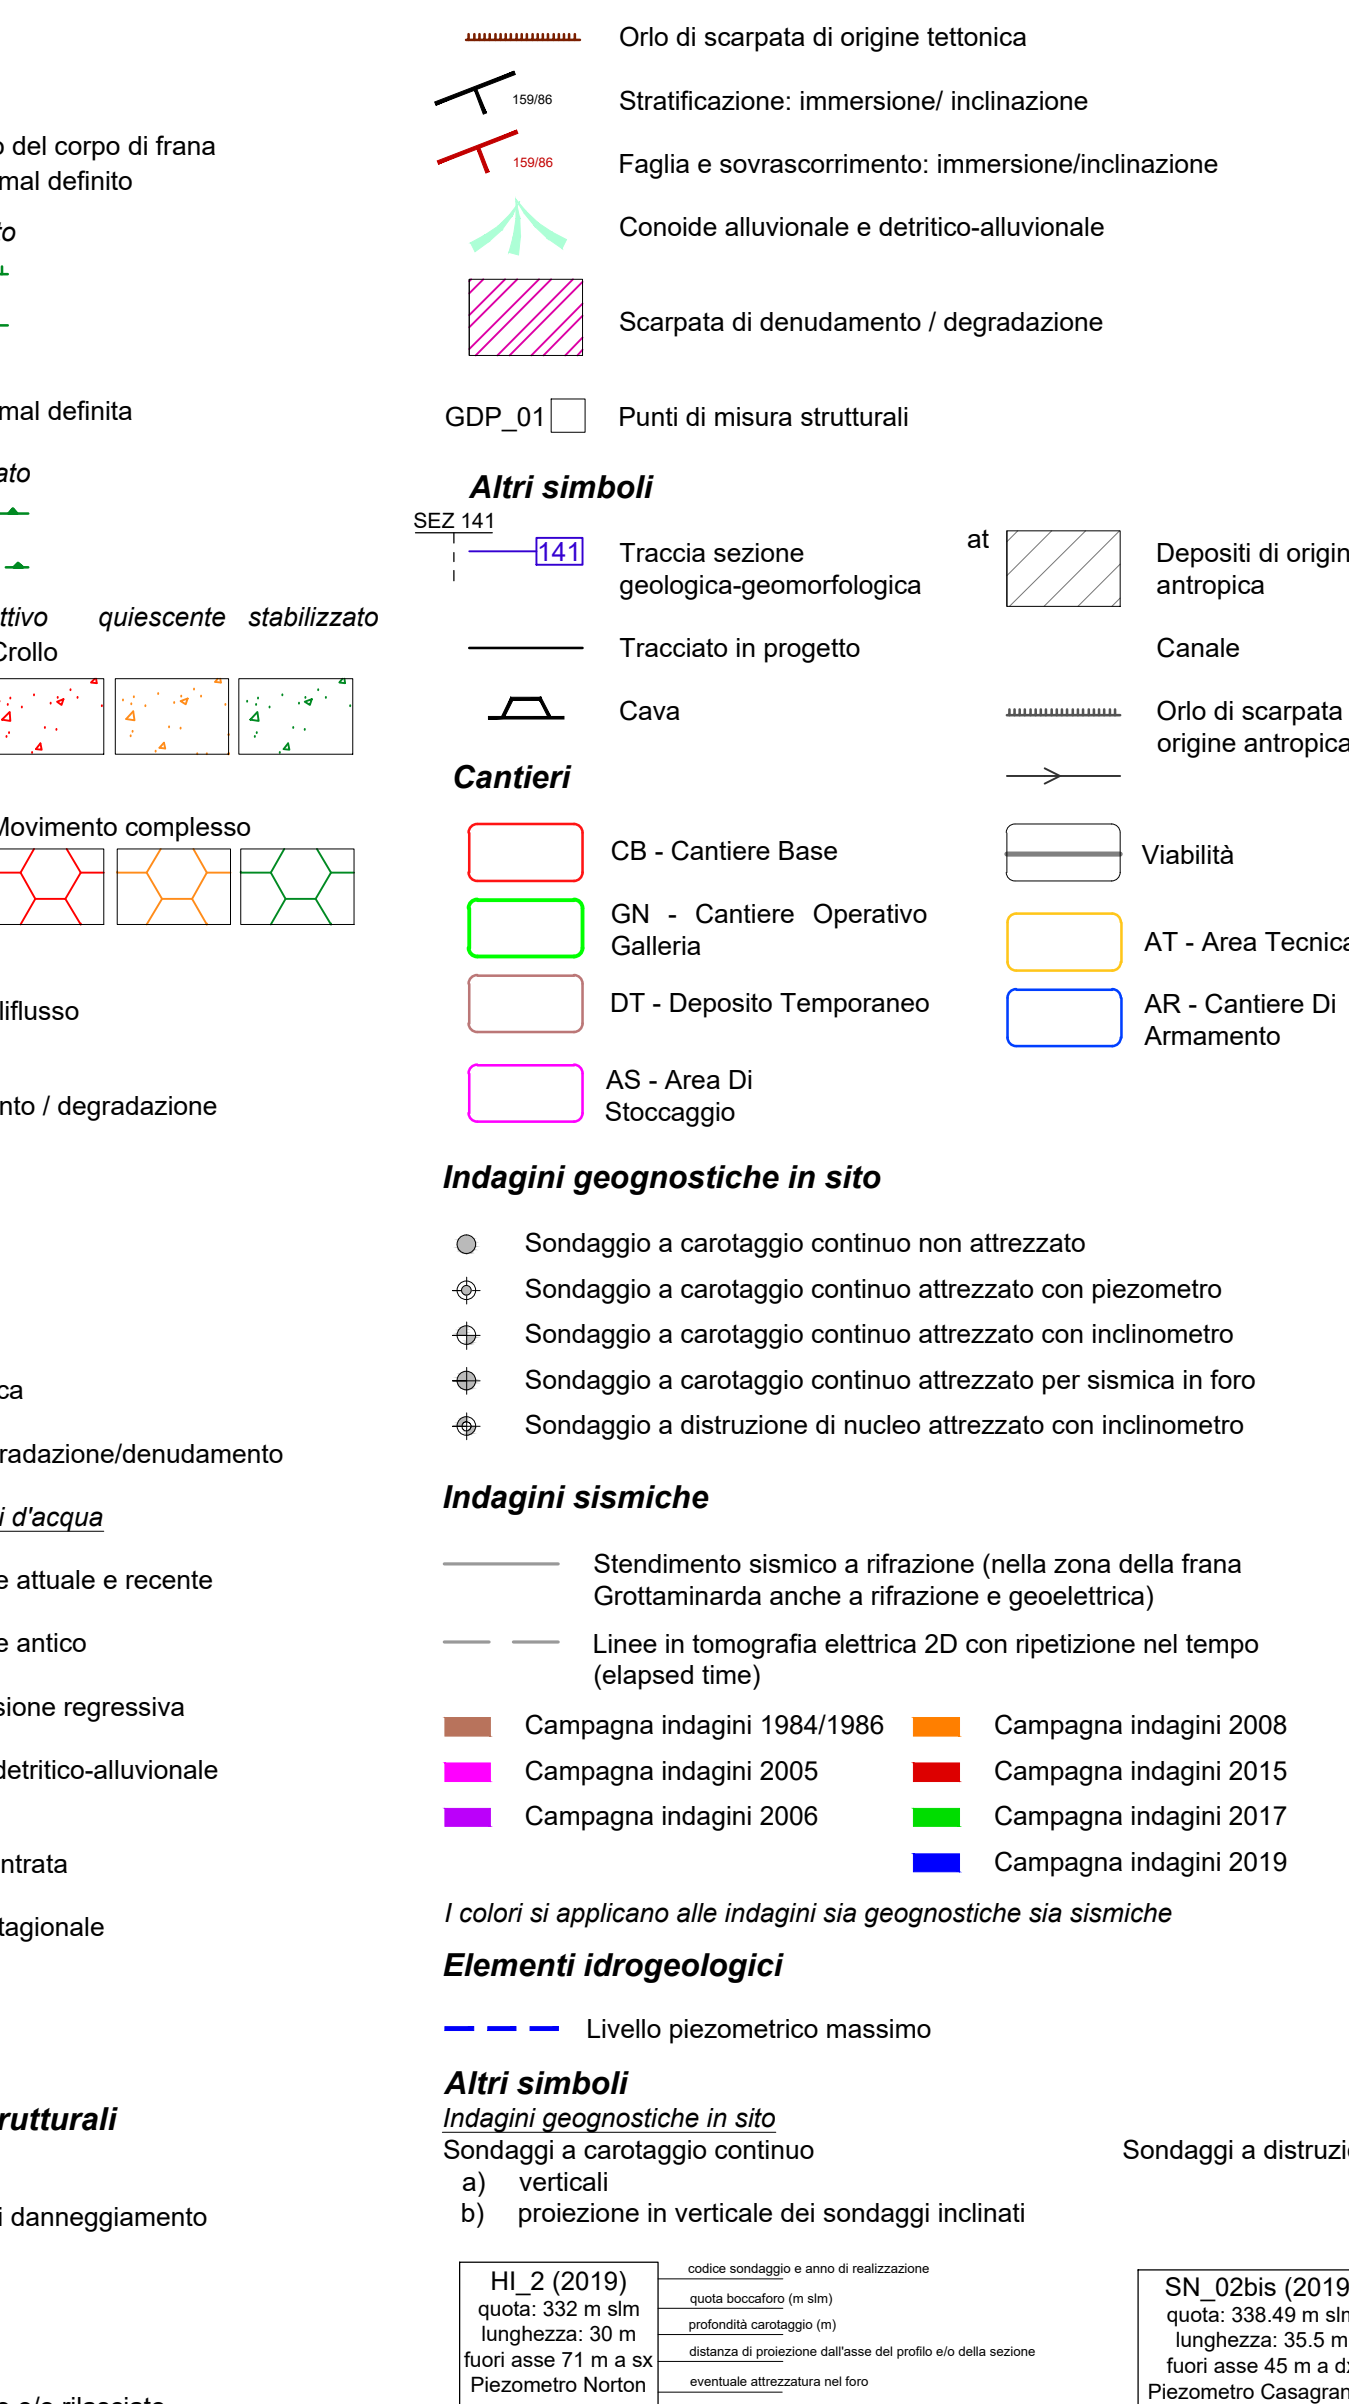 o del corpo di frana
mal definito
to
mal definita
ato
ttivo quiescente stabilizzato
Crollo
Movimento complesso
liflusso
nto / degradazione
ca
radazione/denudamento
i d'acqua
e attuale e recente
e antico
sione regressiva
detritico-alluvionale
ntrata
tagionale
rutturali
i danneggiamento
Orlo di scarpata di origine tettonica
159/86 Stratificazione: immersione/ inclinazione
159/86 Faglia e sovrascorrimento: immersione/inclinazione
Conoide alluvionale e detritico-alluvionale
Scarpata di denudamento / degradazione
GDP_01 Punti di misura strutturali
Altri simboli
SEZ 141
141 Traccia sezione
geologica-geomorfologica
Tracciato in progetto
Cava
at Depositi di origin
antropica
Canale
Orlo di scarpata
origine antropica
Cantieri
CB - Cantiere Base
GN - Cantiere Operativo
Galleria
DT - Deposito Temporaneo
AS - Area Di
Stoccaggio
Viabilità
AT - Area Tecnica
AR - Cantiere Di
Armamento
Indagini geognostiche in sito
Sondaggio a carotaggio continuo non attrezzato
Sondaggio a carotaggio continuo attrezzato con piezometro
Sondaggio a carotaggio continuo attrezzato con inclinometro
Sondaggio a carotaggio continuo attrezzato per sismica in foro
Sondaggio a distruzione di nucleo attrezzato con inclinometro
Indagini sismiche
Stendimento sismico a rifrazione (nella zona della frana
Grottaminarda anche a rifrazione e geoelettrica)
Linee in tomografia elettrica 2D con ripetizione nel tempo
(elapsed time)
Campagna indagini 1984/1986
Campagna indagini 2005
Campagna indagini 2006
Campagna indagini 2008
Campagna indagini 2015
Campagna indagini 2017
Campagna indagini 2019
I colori si applicano alle indagini sia geognostiche sia sismiche
Elementi idrogeologici
Livello piezometrico massimo
Altri simboli
Indagini geognostiche in sito
Sondaggi a carotaggio continuo
a) verticali
b) proiezione in verticale dei sondaggi inclinati
Sondaggi a distruzi
HI_2 (2019)
quota: 332 m slm
lunghezza: 30 m
fuori asse 71 m a sx
Piezometro Norton
codice sondaggio e anno di realizzazione
quota boccaforo (m slm)
profondità carotaggio (m)
distanza di proiezione dall'asse del profilo e/o della sezione
eventuale attrezzatura nel foro
SN_02bis (2019
quota: 338.49 m slm
lunghezza: 35.5 m
fuori asse 45 m a dx
Piezometro Casagran